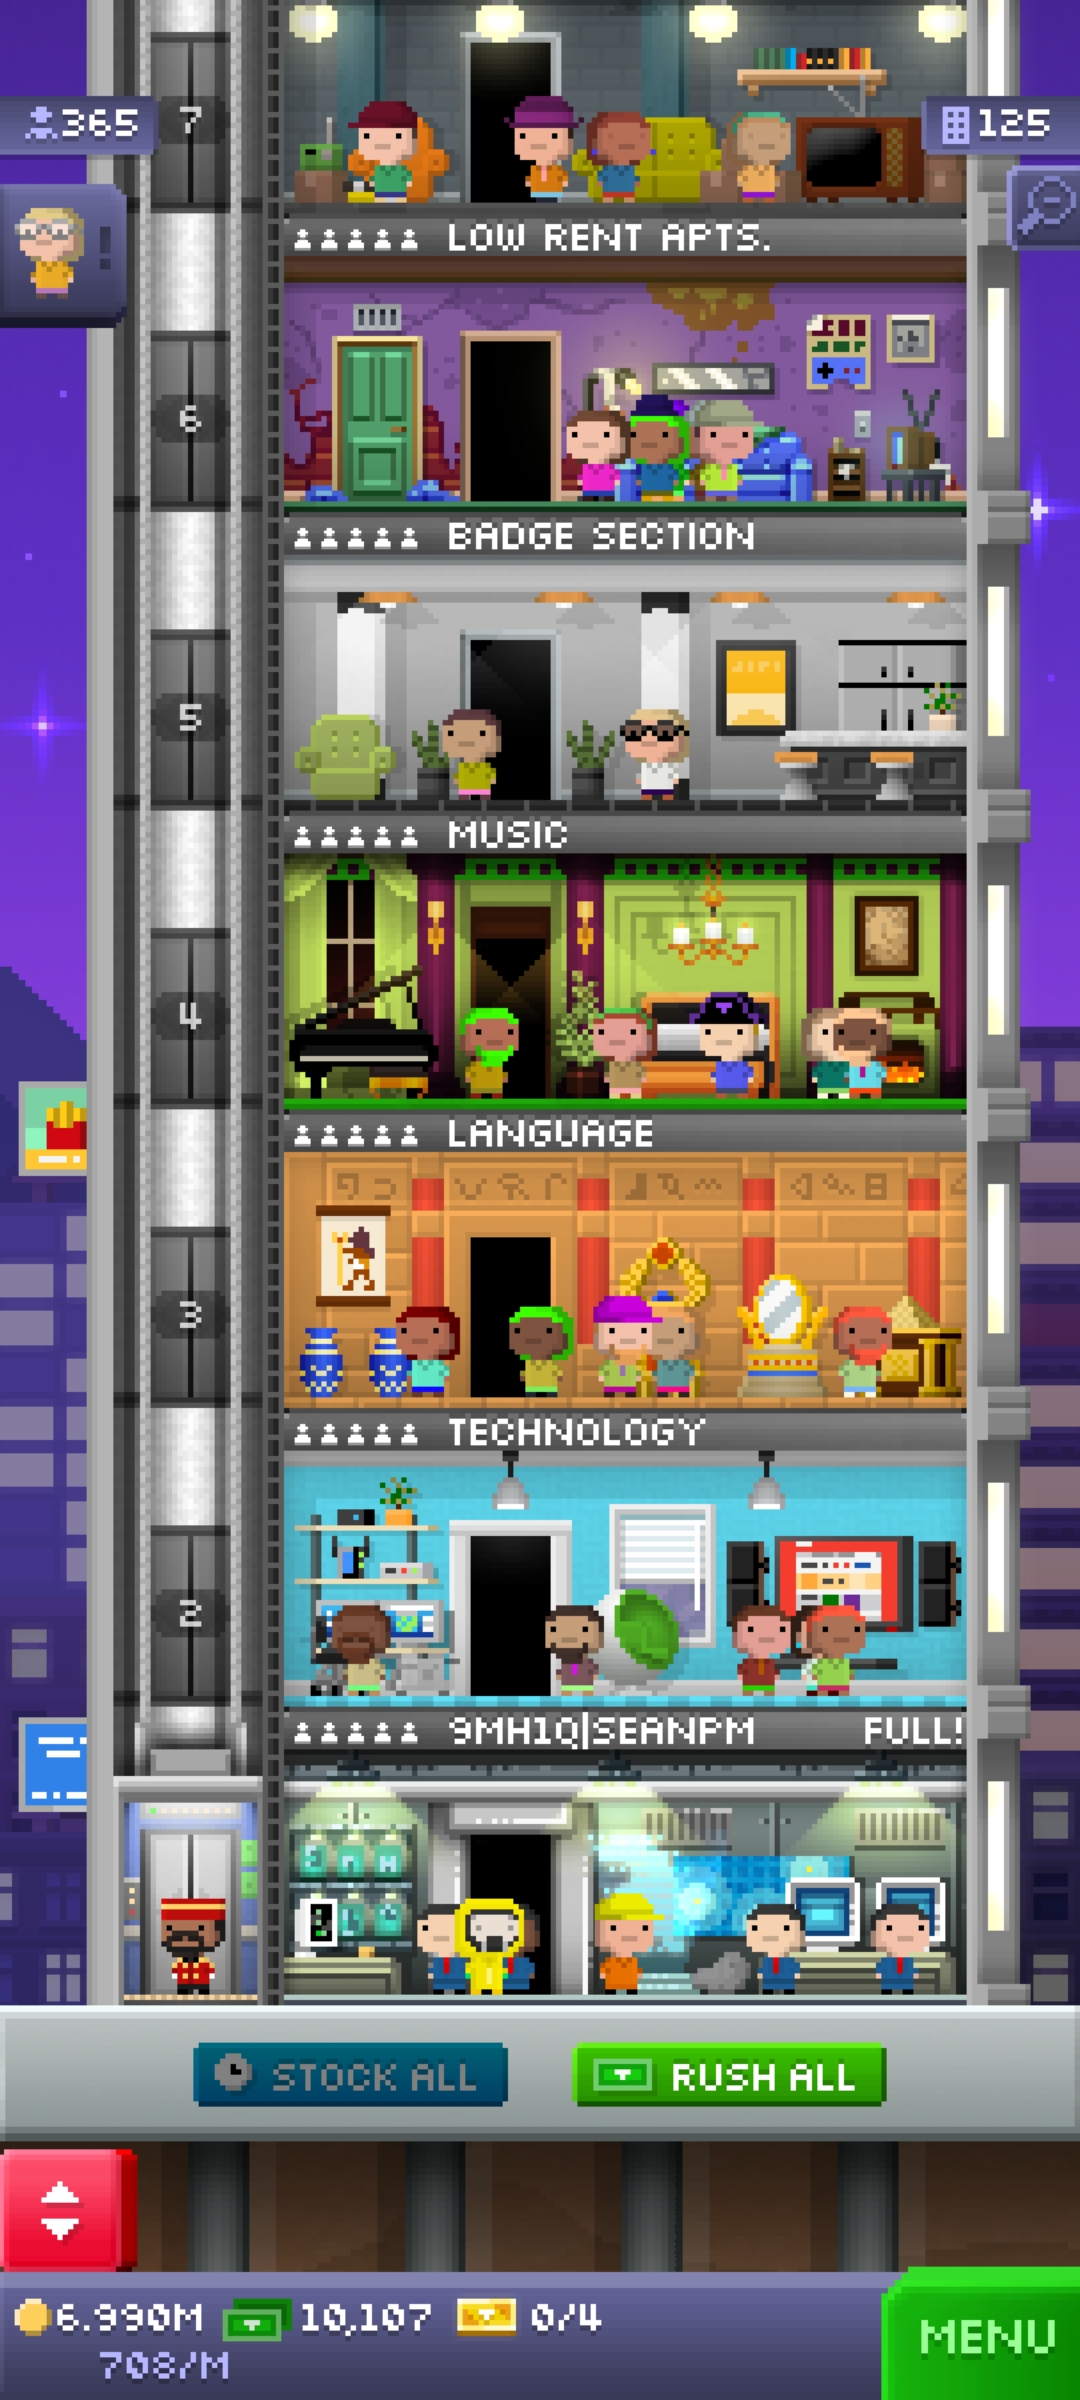 365
7
125
LOW RENT APTS.
6
BADGE SECTION
5
MUSIC
4
LANGUAGE
3
TECHNOLOGY
2
9MH1Q|SEANPM FULL!
STOCK ALL
RUSH ALL
6.990M 10,107 0/4
708/M
MENU